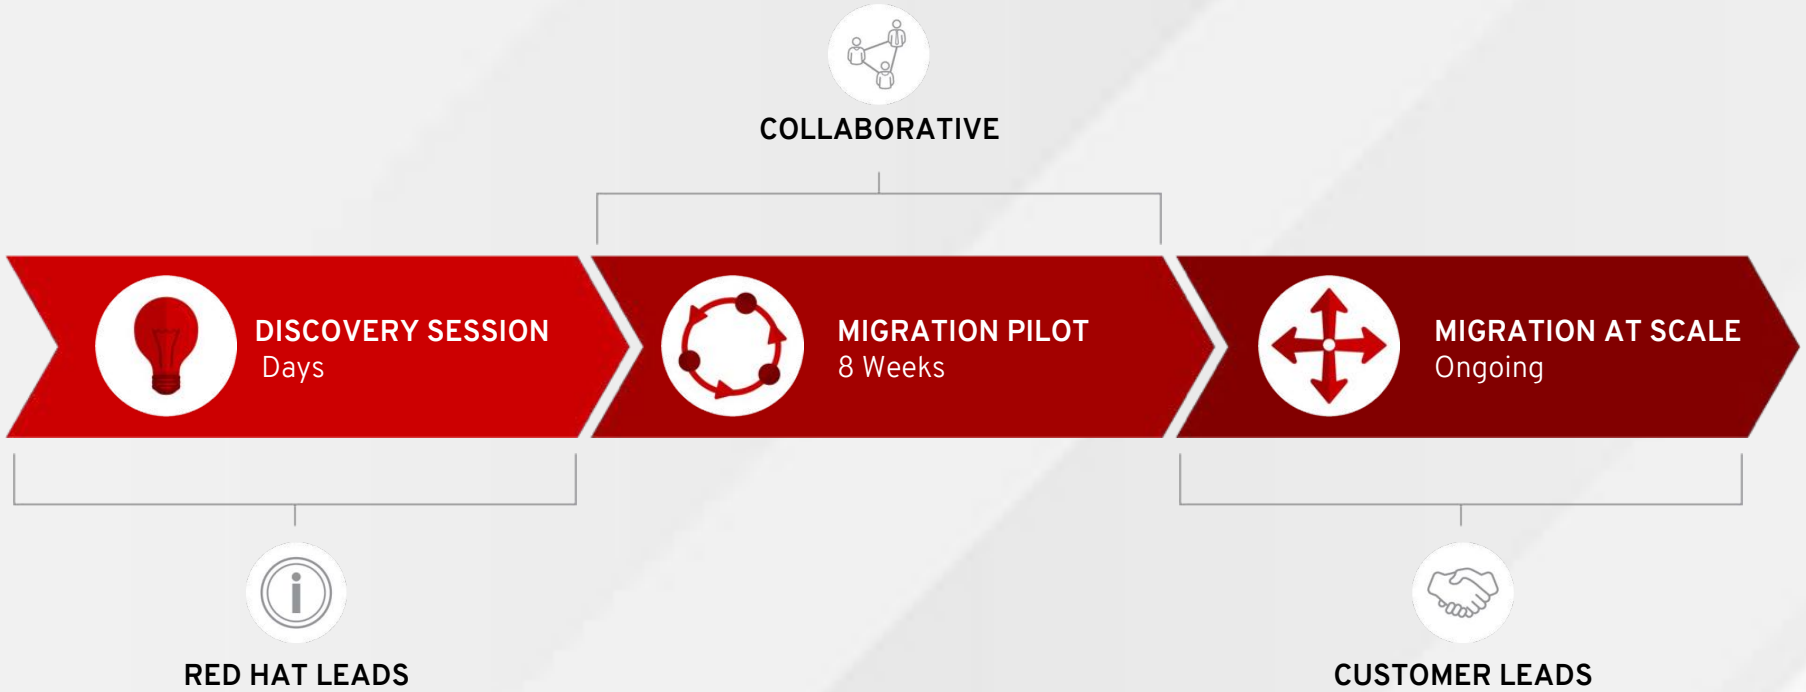 COLLABORATIVE
DISCOVERY SESSION
Days
MIGRATION PILOT
8 Weeks
MIGRATION AT SCALE
Ongoing
RED HAT LEADS
CUSTOMER LEADS